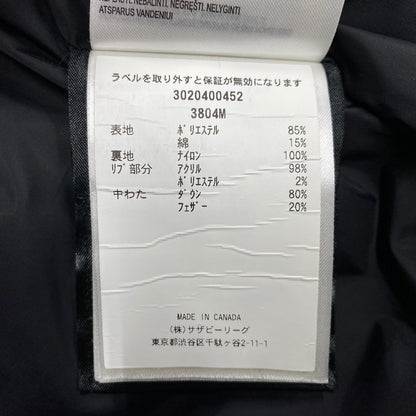 NEBALINTI, NEGRĘŠTI, NELYGINTI
ATSPARUS VANDENIUI
ラベルを取り外すと保証が無効になります
3020400452
3804M
表地 ﾎﾟﾘｴｽﾃﾙ 85%
綿 15%
裏地 ﾅｲﾛﾝ 100%
ﾘﾌﾞ部分 ｱｸﾘﾙ 98%
ﾎﾟﾘｴｽﾃﾙ 2%
中わた ﾀﾞｳﾝ 80%
ﾌｪｻﾞｰ 20%
MADE IN CANADA
(株)サザビーリーグ
東京都渋谷区千駄ヶ谷2-11-1